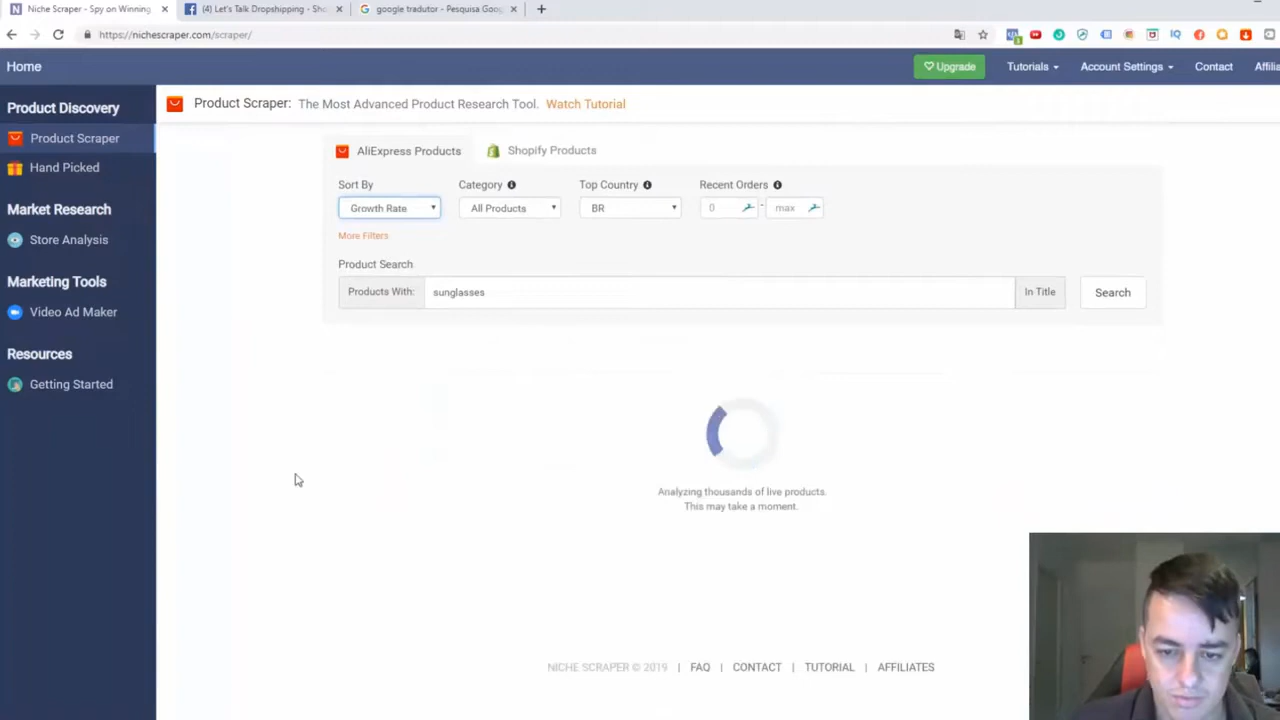 Niche Scraper - Spy on Winning
(4) Let's Talk Dropshipping - Sho
google tradutor - Pesquisa Goog
https://nichescraper.com/scraper/
Home
Upgrade
Tutorials
Account Settings
Contact
Affilia
Product Discovery
Product Scraper
Hand Picked
Market Research
Store Analysis
Marketing Tools
Video Ad Maker
Resources
Getting Started
Product Scraper: The Most Advanced Product Research Tool. Watch Tutorial
AliExpress Products
Shopify Products
Sort By
Category
Top Country
Recent Orders
Growth Rate
All Products
BR
0
-
max
More Filters
Product Search
Products With:
sunglasses
In Title
Search
Analyzing thousands of live products.
This may take a moment.
NICHE SCRAPER © 2019 | FAQ | CONTACT | TUTORIAL | AFFILIATES